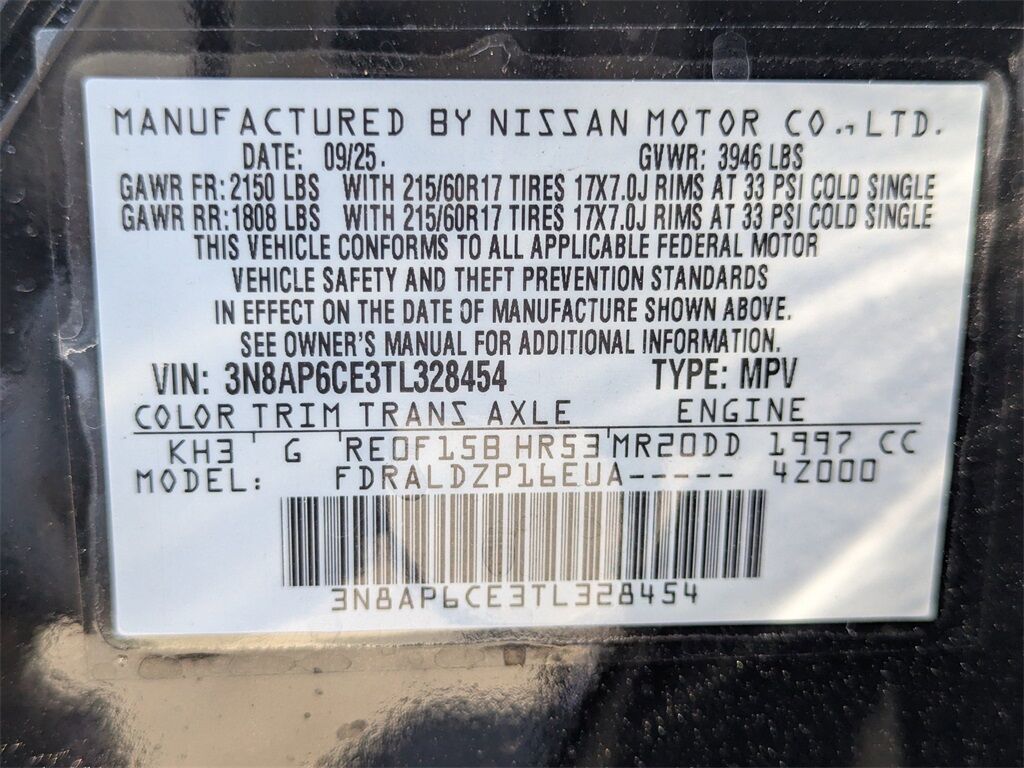 MANUFACTURED BY NISSAN MOTOR CO., LTD.
DATE: 09/25. GVWR: 3946 LBS
GAWR FR: 2150 LBS WITH 215/60R17 TIRES 17X7.0J RIMS AT 33 PSI COLD SINGLE
GAWR RR: 1808 LBS WITH 215/60R17 TIRES 17X7.0J RIMS AT 33 PSI COLD SINGLE
THIS VEHICLE CONFORMS TO ALL APPLICABLE FEDERAL MOTOR
VEHICLE SAFETY AND THEFT PREVENTION STANDARDS
IN EFFECT ON THE DATE OF MANUFACTURE SHOWN ABOVE.
SEE OWNER'S MANUAL FOR ADDITIONAL INFORMATION.
VIN: 3N8AP6CE3TL328454 TYPE: MPV
COLOR TRIM TRANS AXLE ENGINE
KH3 G RE0F15B HR53 MR20DD 1997 CC
MODEL: FDRALDZP16EUA----- 4Z000
3N8AP6CE3TL328454